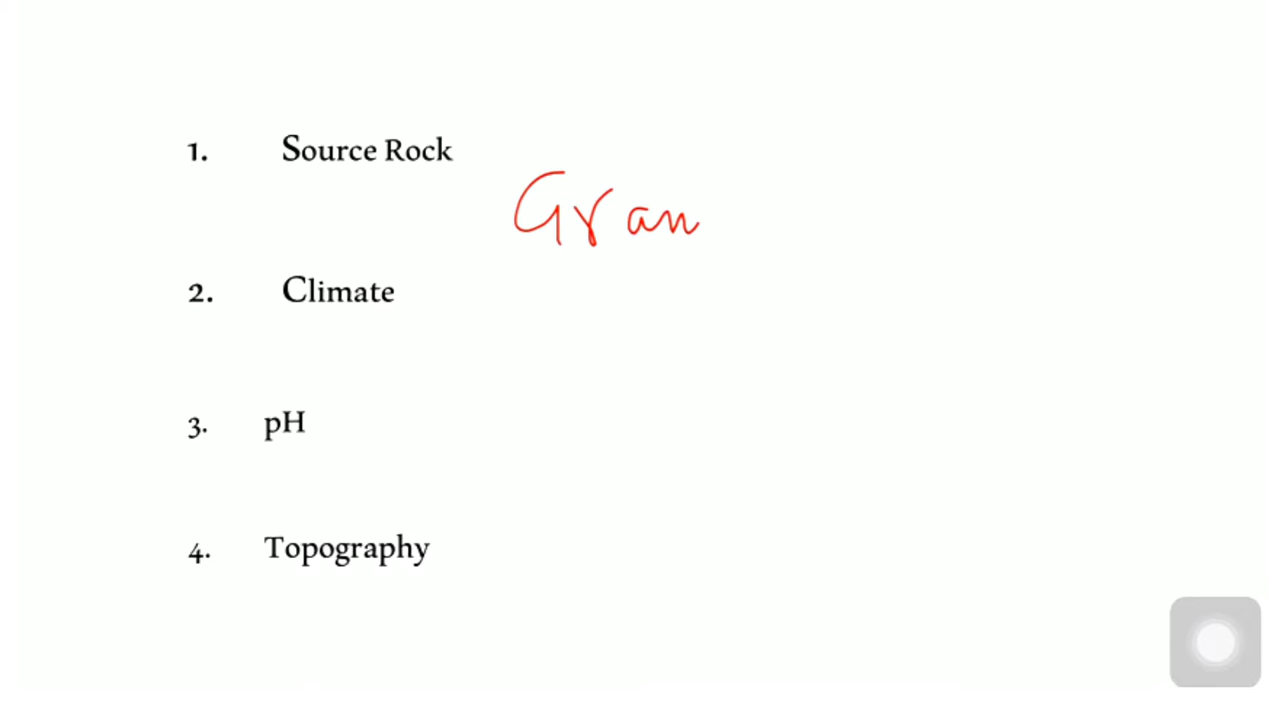 1. Source Rock
Gran
2. Climate
3. pH
4. Topography